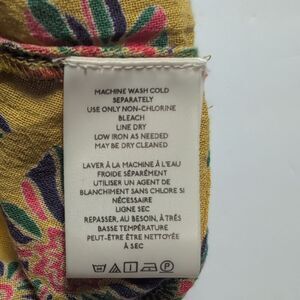 MACHINE WASH COLD
SEPARATELY
USE ONLY NON-CHLORINE
BLEACH
LINE DRY
LOW IRON AS NEEDED
MAY BE DRY CLEANED
LAVER À LA MACHINE À L'EAU
FROIDE SÉPARÉMENT
UTILISER UN AGENT DE
BLANCHIMENT SANS CHLORE SI
NÉCESSAIRE
LIGNE SEC
REPASSER, AU BESOIN, À TRÈS
BASSE TEMPÉRATURE
PEUT-ÊTRE ÊTRE NETTOYÉE
À SEC